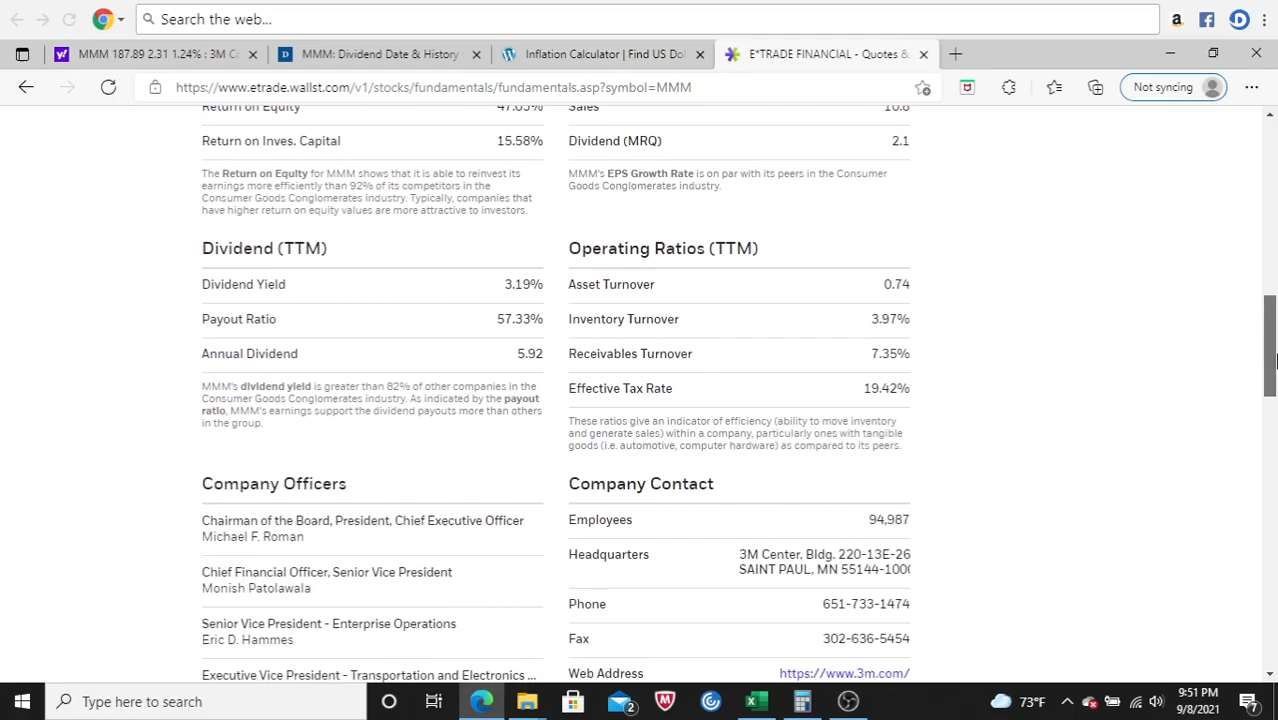 Search the web...
MMM 187.89 2.31 1.24% : 3M Co
MMM: Dividend Date & History
Inflation Calculator | Find US Dol
E*TRADE FINANCIAL - Quotes &
https://www.etrade.wallst.com/v1/stocks/fundamentals/fundamentals.asp?symbol=MMM
Not syncing
Return on Equity 47.05%
Return on Inves. Capital 15.58%
The Return on Equity for MMM shows that it is able to reinvest its
earnings more efficiently than 92% of its competitors in the
Consumer Goods Conglomerates industry. Typically, companies that
have higher return on equity values are more attractive to investors.
Sales 10.6
Dividend (MRQ) 2.1
MMM's EPS Growth Rate is on par with its peers in the Consumer
Goods Conglomerates industry.
Dividend (TTM)
Dividend Yield 3.19%
Payout Ratio 57.33%
Annual Dividend 5.92
MMM's dividend yield is greater than 82% of other companies in the
Consumer Goods Conglomerates industry. As indicated by the payout
ratio, MMM's earnings support the dividend payouts more than others
in the group.
Operating Ratios (TTM)
Asset Turnover 0.74
Inventory Turnover 3.97%
Receivables Turnover 7.35%
Effective Tax Rate 19.42%
These ratios give an indicator of efficiency (ability to move inventory
and generate sales) within a company, particularly ones with tangible
goods (i.e. automotive, computer hardware) as compared to its peers.
Company Officers
Chairman of the Board, President, Chief Executive Officer
Michael F. Roman
Chief Financial Officer, Senior Vice President
Monish Patolawala
Senior Vice President - Enterprise Operations
Eric D. Hammes
Executive Vice President - Transportation and Electronics ...
Company Contact
Employees 94,987
Headquarters 3M Center, Bldg. 220-13E-26
SAINT PAUL, MN 55144-1000
Phone 651-733-1474
Fax 302-636-5454
Web Address https://www.3m.com/
Type here to search
2
73°F
9:51 PM
9/8/2021
7